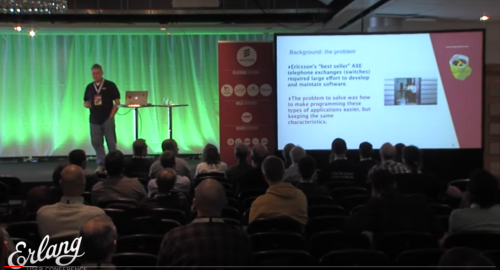 Background: the problem
Ericsson's "best seller" AXE
telephone exchanges (switches)
required large effort to develop
and maintain software.
The problem to solve was how
to make programming these
types of applications easier, but
keeping the same
characteristics.
Erlang
USER CONFERENCE